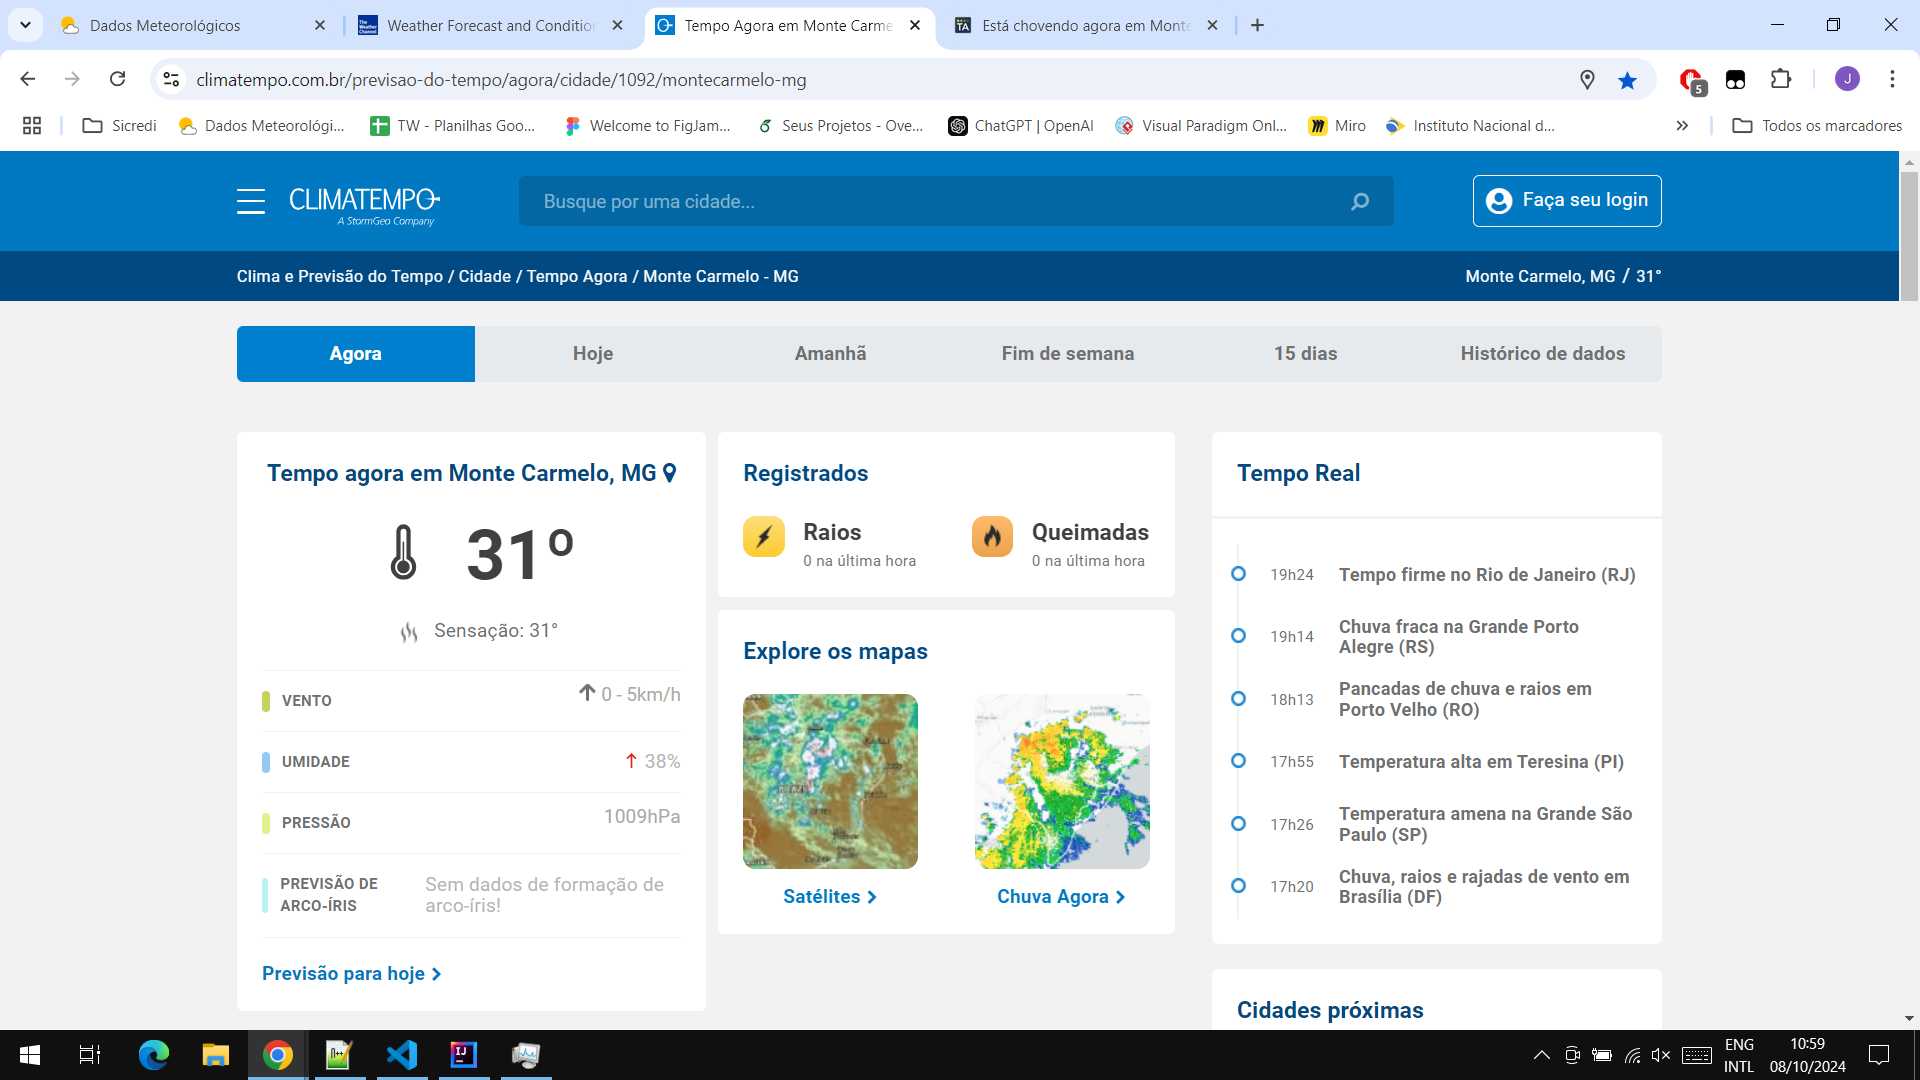 Dados Meteorológicos
Weather Forecast and Conditio
Tempo Agora em Monte Carme
Está chovendo agora em Monte
climatempo.com.br/previsao-do-tempo/agora/cidade/1092/montecarmelo-mg
5
J
Sicredi
Dados Meteorológi...
TW - Planilhas Goo...
Welcome to FigJam...
Seus Projetos - Ove...
ChatGPT | OpenAI
Visual Paradigm Onl...
Miro
Instituto Nacional d...
Todos os marcadores
CLIMATEMPO
A StormGeo Company
Busque por uma cidade...
Faça seu login
Clima e Previsão do Tempo / Cidade / Tempo Agora / Monte Carmelo - MG
Monte Carmelo, MG / 31°
Agora
Hoje
Amanhã
Fim de semana
15 dias
Histórico de dados
Tempo agora em Monte Carmelo, MG
31º
Sensação: 31°
VENTO
0 - 5km/h
UMIDADE
38%
PRESSÃO
1009hPa
PREVISÃO DE
ARCO-ÍRIS
Sem dados de formação de
arco-íris!
Previsão para hoje
Registrados
Raios
0 na última hora
Queimadas
0 na última hora
Explore os mapas
Satélites
Chuva Agora
Tempo Real
19h24
Tempo firme no Rio de Janeiro (RJ)
19h14
Chuva fraca na Grande Porto
Alegre (RS)
18h13
Pancadas de chuva e raios em
Porto Velho (RO)
17h55
Temperatura alta em Teresina (PI)
17h26
Temperatura amena na Grande São
Paulo (SP)
17h20
Chuva, raios e rajadas de vento em
Brasília (DF)
Cidades próximas
ENG
INTL
10:59
08/10/2024